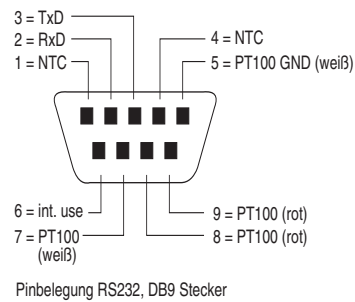 3 = TxD
2 = RxD
1 = NTC
4 = NTC
5 = PT100 GND (weiß)
6 = int. use
7 = PT100
(weiß)
9 = PT100 (rot)
8 = PT100 (rot)
Pinbelegung RS232, DB9 Stecker